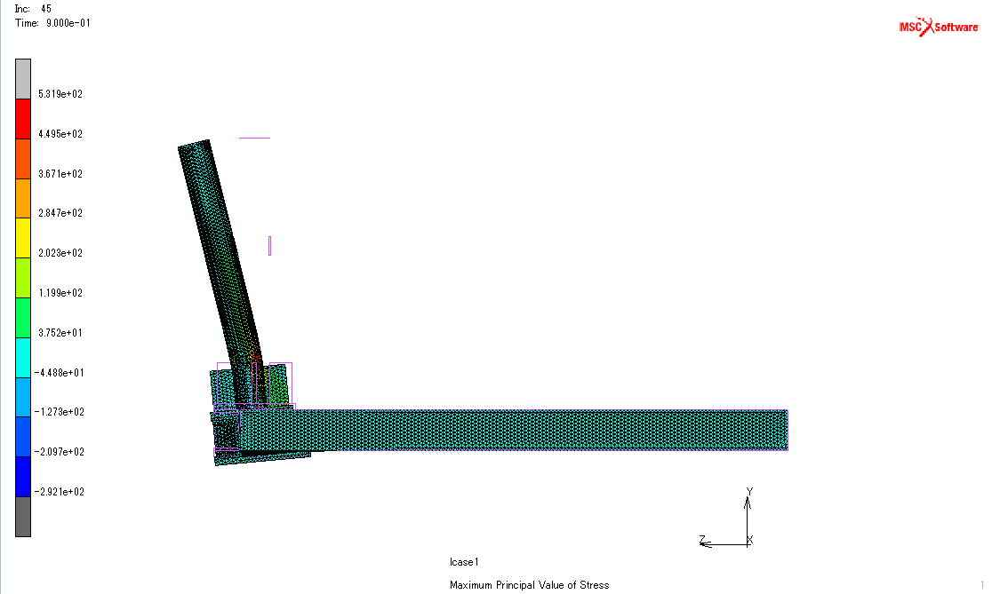 Inc: 45
Time: 9.000e-01
MSC Software
5.319e+02
4.495e+02
3.671e+02
2.847e+02
2.023e+02
1.199e+02
3.752e+01
-4.488e+01
-1.273e+02
-2.097e+02
-2.921e+02
Y
Z
X
lcase1
Maximum Principal Value of Stress
1